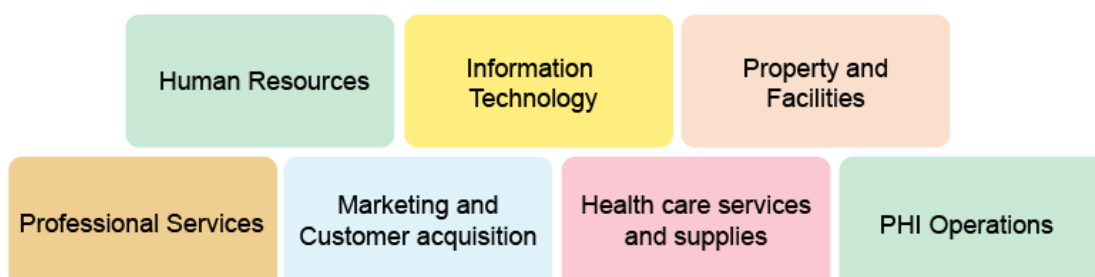 Human Resources
Information
Technology
Property and
Facilities
Professional Services
Marketing and
Customer acquisition
Health care services
and supplies
PHI Operations